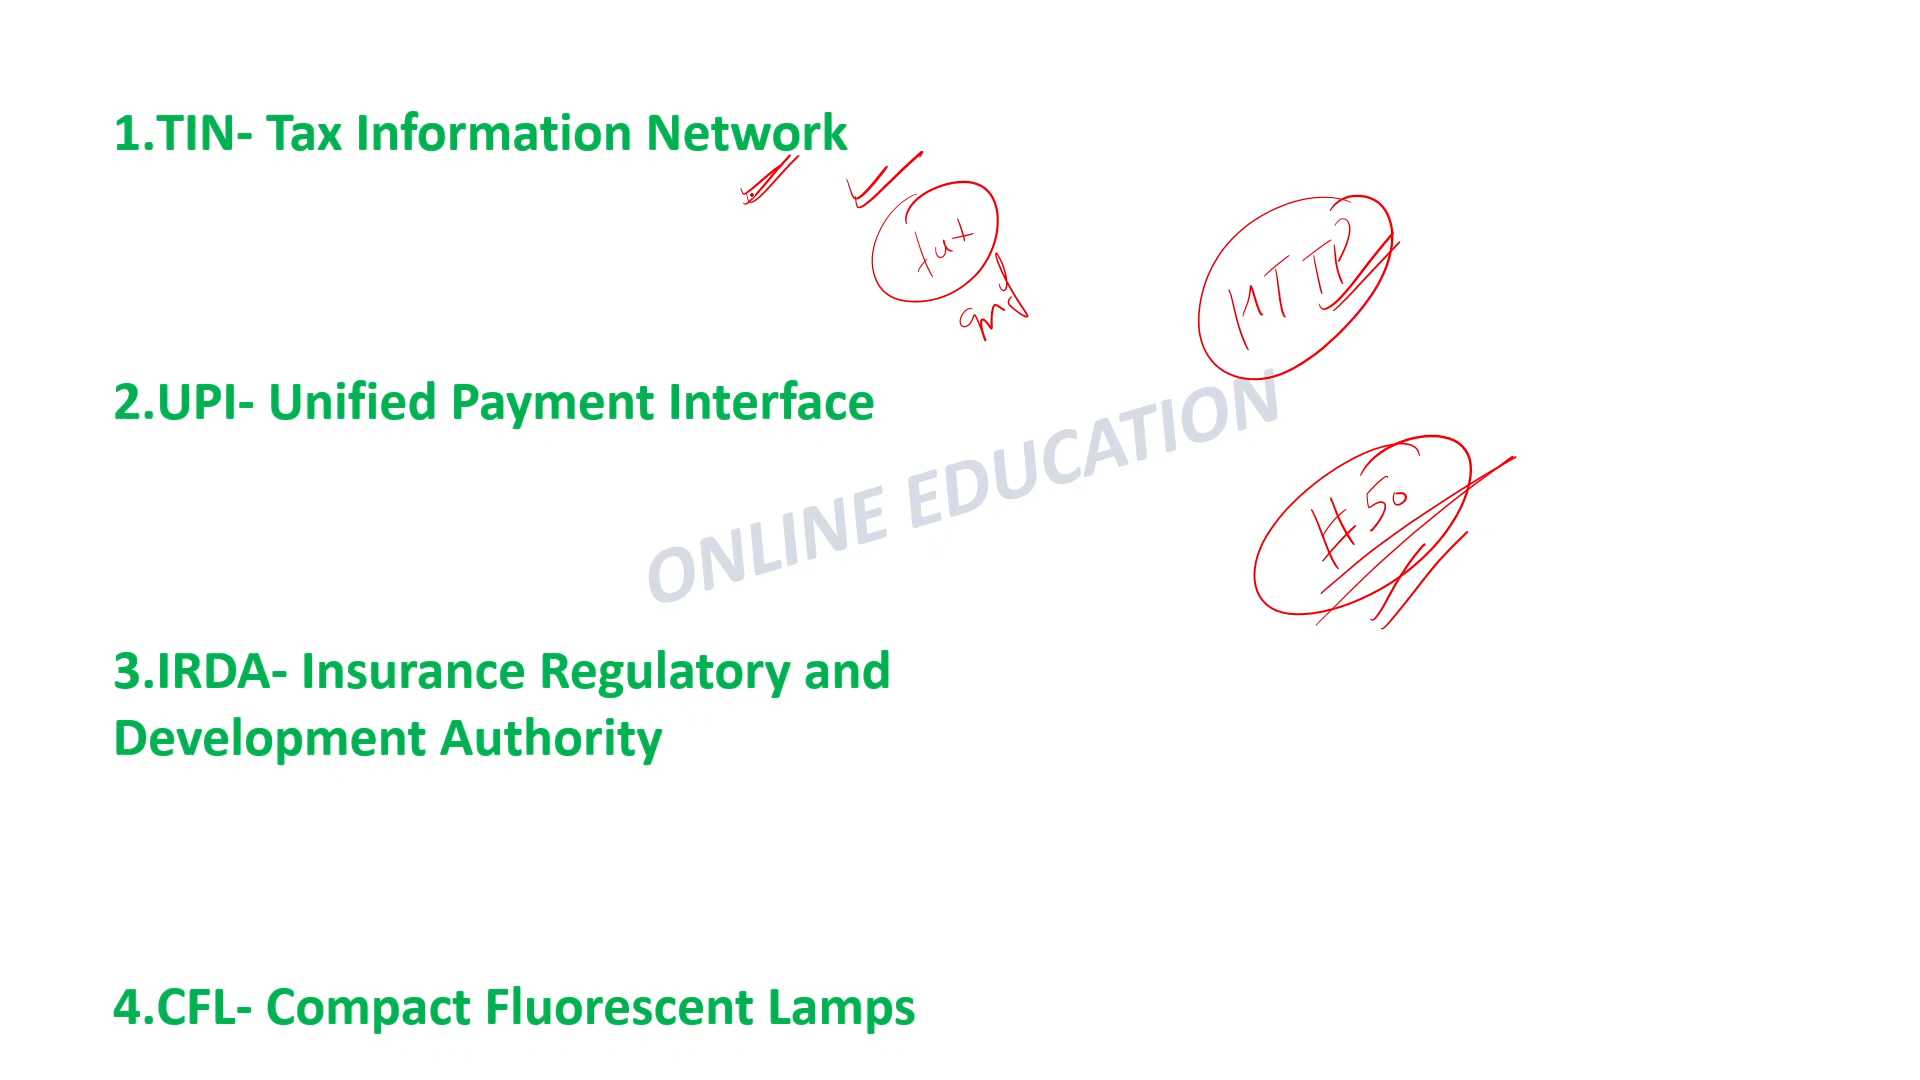 1.TIN- Tax Information Network
HTTP
2.UPI- Unified Payment Interface
ONLINE EDUCATION
3.IRDA- Insurance Regulatory and
Development Authority
4.CFL- Compact Fluorescent Lamps